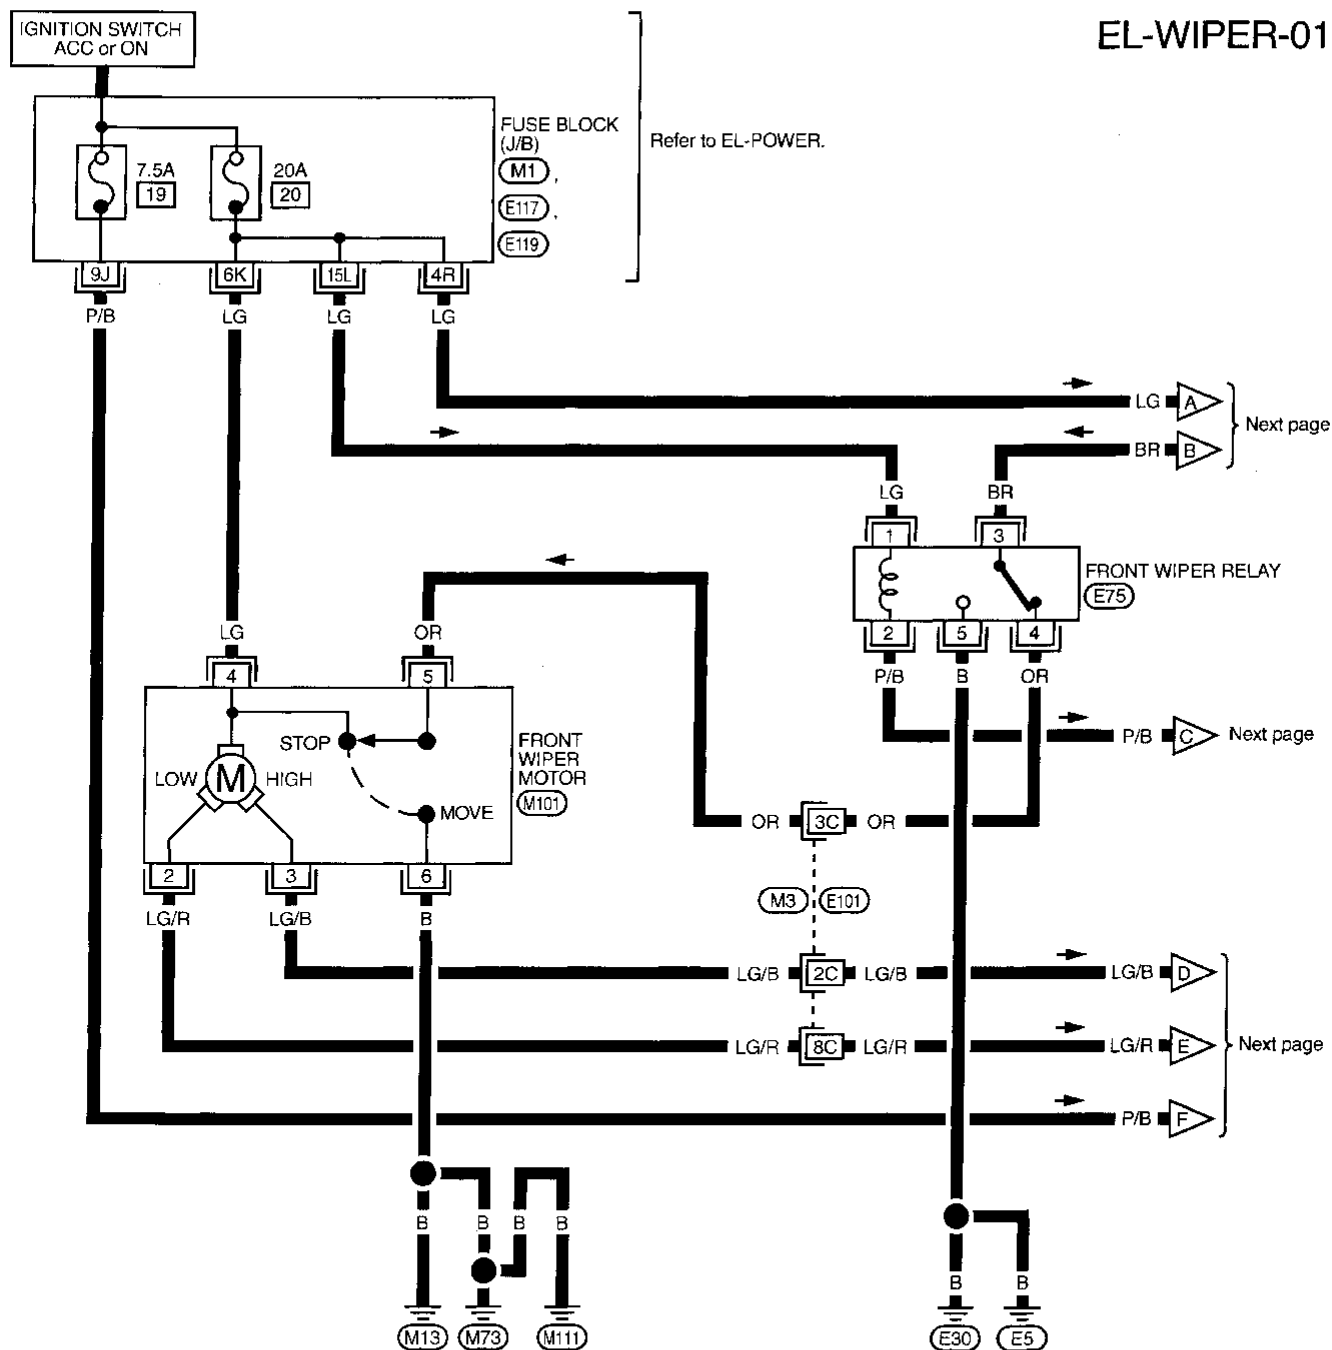 IGNITION SWITCH
ACC or ON
EL-WIPER-01
FUSE BLOCK
(J/B)
M1 ,
E117 ,
E119
Refer to EL-POWER.
7.5A
19
20A
20
9J 6K 15L 4R
P/B LG LG LG
LG A
BR B
Next page
LG BR
1 3
FRONT WIPER RELAY
E75
2 5 4
P/B B OR
LG OR
4 5
STOP
LOW M HIGH
MOVE
FRONT
WIPER
MOTOR
M101
P/B C Next page
OR 3C OR
2 3 6
LG/R LG/B B
M3 E101
LG/B 2C LG/B LG/B D
LG/R 8C LG/R LG/R E
Next page
P/B F
B B B B
B B
M13 M73 M111
E30 E5